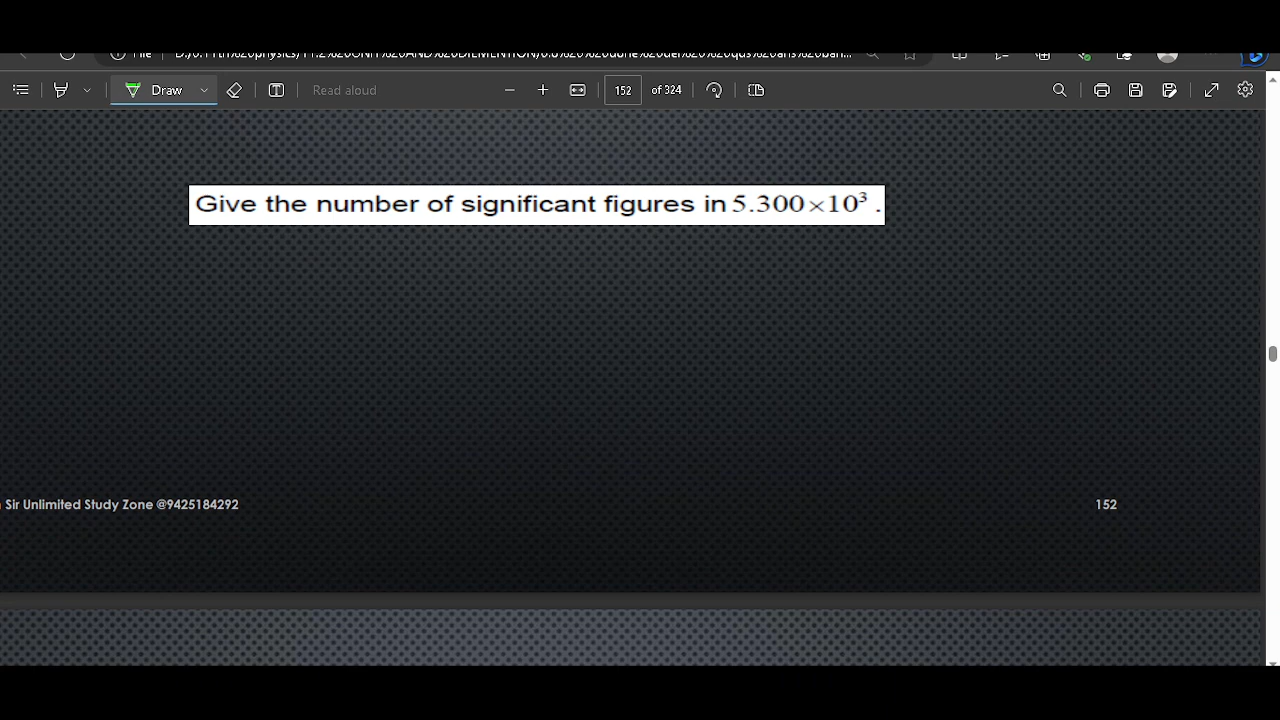 Draw
Read aloud
152
of 324
Give the number of significant figures in 5.300×10³ .
Sir Unlimited Study Zone @9425184292
152